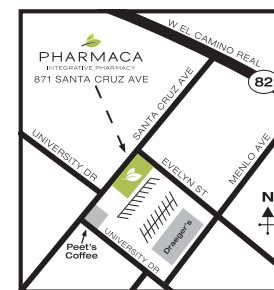 PHARMACA
INTEGRATIVE PHARMACY
871 SANTA CRUZ AVE
W EL CAMINO REAL
82
SANTA CRUZ AVE
MENLO AVE
UNIVERSITY DR
EVELYN ST
N
Draeger's
UNIVERSITY DR
Peet's
Coffee